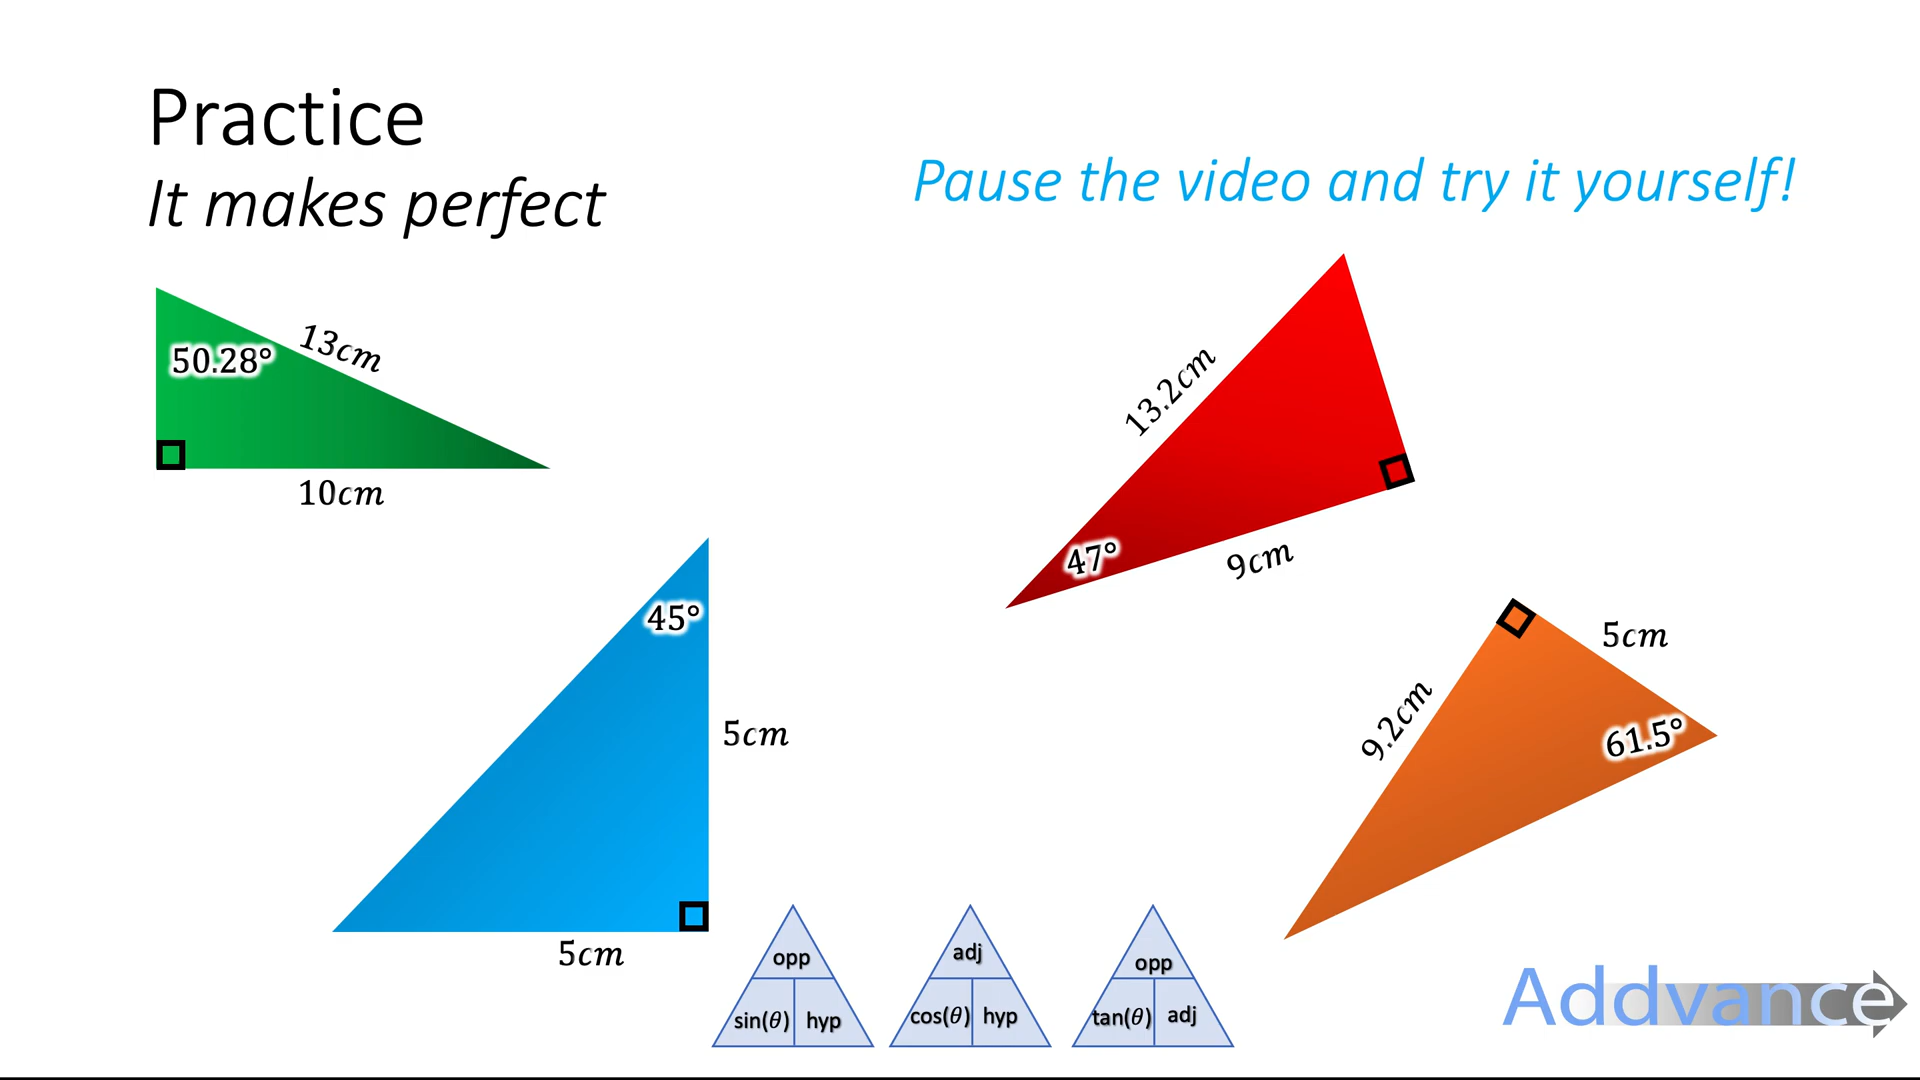 Practice
It makes perfect
Pause the video and try it yourself!
50.28°
13cm
10cm
13.2cm
47°
9cm
45°
5cm
5cm
5cm
9.2cm
61.5°
opp
sin(θ) hyp
adj
cos(θ) hyp
opp
tan(θ) adj
Addvance